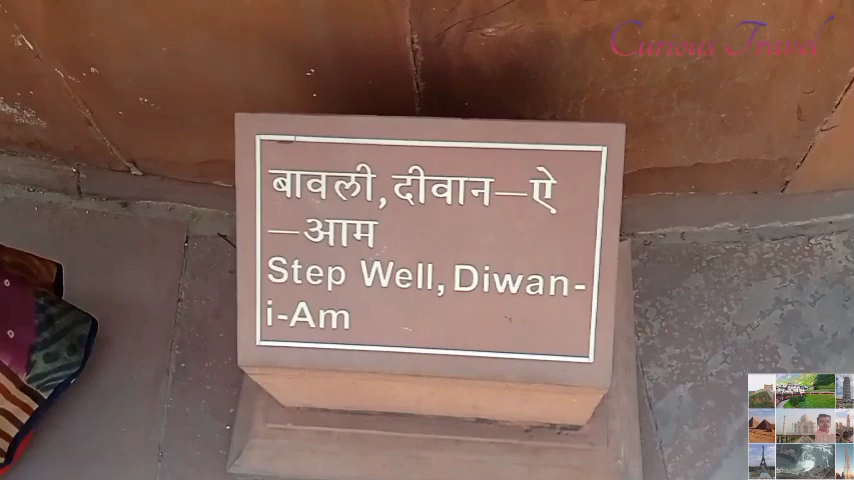 Curious Travel
बावली, दीवान–ऐ
–आम
Step Well, Diwan-
i-Am